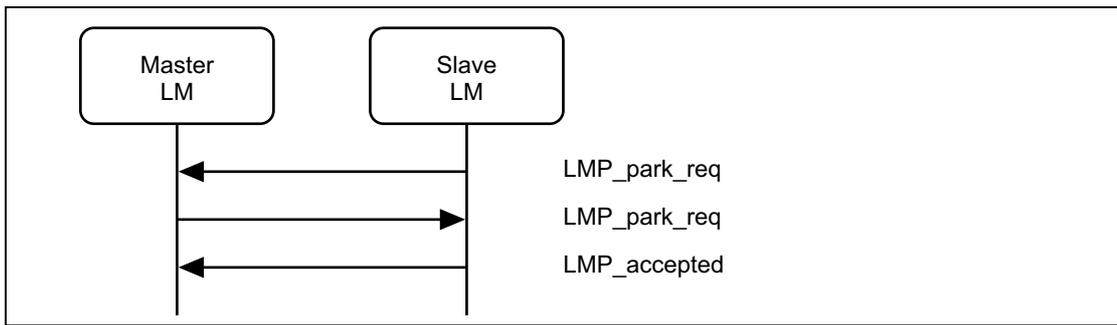 Master
LM
Slave
LM
LMP_park_req
LMP_park_req
LMP_accepted